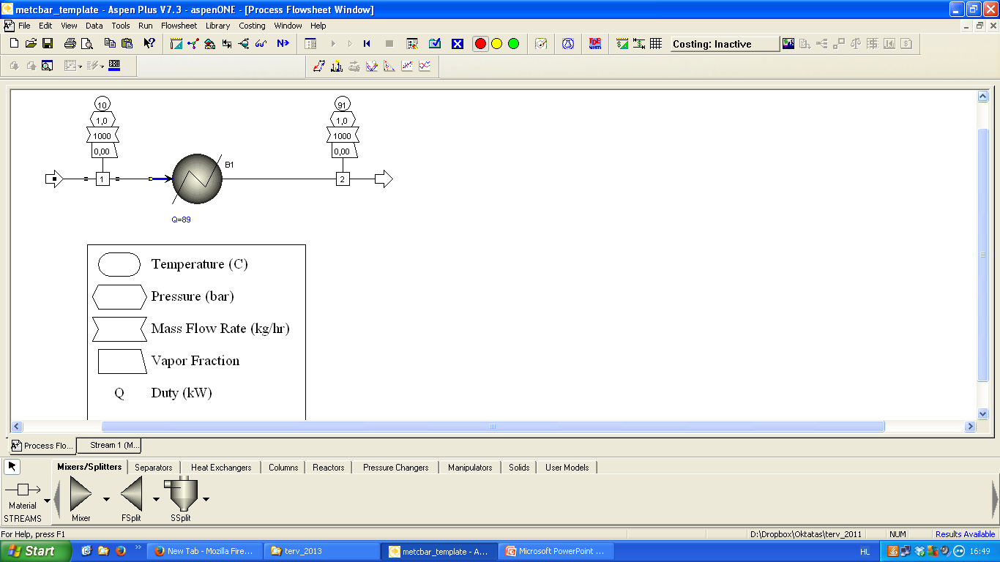 metcbar_template - Aspen Plus V7.3 - aspenONE - [Process Flowsheet Window]
File Edit View Data Tools Run Flowsheet Library Costing Window Help
N>
Costing: Inactive
10
1,0
1000
0,00
1
91
1,0
1000
0,00
2
B1
Q=89
Temperature (C)
Pressure (bar)
Mass Flow Rate (kg/hr)
Vapor Fraction
Q Duty (kW)
Process Flo... Stream 1 (M...
Mixers/Splitters Separators Heat Exchangers Columns Reactors Pressure Changers Manipulators Solids User Models
Material
STREAMS
Mixer FSplit SSplit
For Help, press F1 D:\Dropbox\Oktatas\terv_2011 NUM Results Available
Start New Tab - Mozilla Fire... terv_2013 metcbar_template - A... Microsoft PowerPoint ... HL 16:49